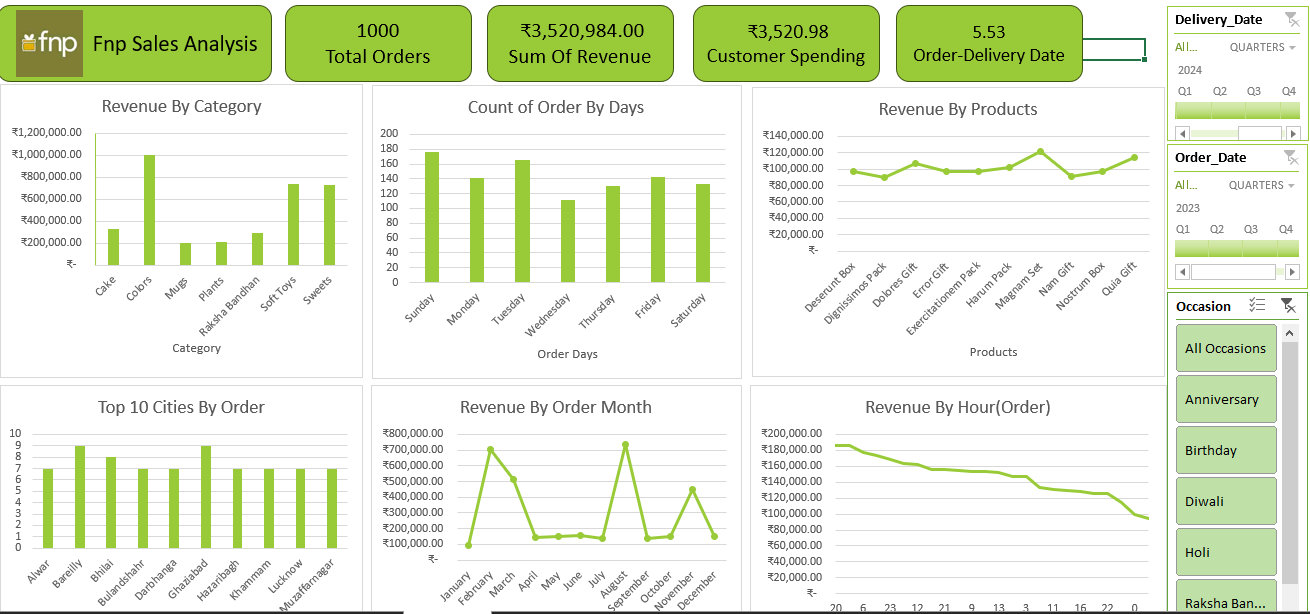 fnp
Fnp Sales Analysis
1000
Total Orders
₹3,520,984.00
Sum Of Revenue
₹3,520.98
Customer Spending
5.53
Order-Delivery Date
Delivery_Date
All...
QUARTERS
2024
Q1 Q2 Q3 Q4
Order_Date
All...
QUARTERS
2023
Q1 Q2 Q3 Q4
Occasion
All Occasions
Anniversary
Birthday
Diwali
Holi
Raksha Ban...
Revenue By Category
₹1,200,000.00
₹1,000,000.00
₹800,000.00
₹600,000.00
₹400,000.00
₹200,000.00
₹-
Cake
Colors
Mugs
Plants
Raksha Bandhan
Soft Toys
Sweets
Category
Count of Order By Days
200
180
160
140
120
100
80
60
40
20
0
Sunday
Monday
Tuesday
Wednesday
Thursday
Friday
Saturday
Order Days
Revenue By Products
₹140,000.00
₹120,000.00
₹100,000.00
₹80,000.00
₹60,000.00
₹40,000.00
₹20,000.00
₹-
Deserunt Box
Dignissimos Pack
Dolores Gift
Error Gift
Exercitationem Pack
Harum Pack
Magnam Set
Nam Gift
Nostrum Box
Quia Gift
Products
Top 10 Cities By Order
10
9
8
7
6
5
4
3
2
1
0
Alwar
Bareilly
Bhilai
Bulandshahr
Darbhanga
Ghaziabad
Hazaribagh
Khammam
Lucknow
Muzaffarnagar
Revenue By Order Month
₹800,000.00
₹700,000.00
₹600,000.00
₹500,000.00
₹400,000.00
₹300,000.00
₹200,000.00
₹100,000.00
₹-
January
February
March
April
May
June
July
August
September
October
November
December
Revenue By Hour(Order)
₹200,000.00
₹180,000.00
₹160,000.00
₹140,000.00
₹120,000.00
₹100,000.00
₹80,000.00
₹60,000.00
₹40,000.00
₹20,000.00
₹-
20 6 23 12 21 9 13 3 11 16 22 0